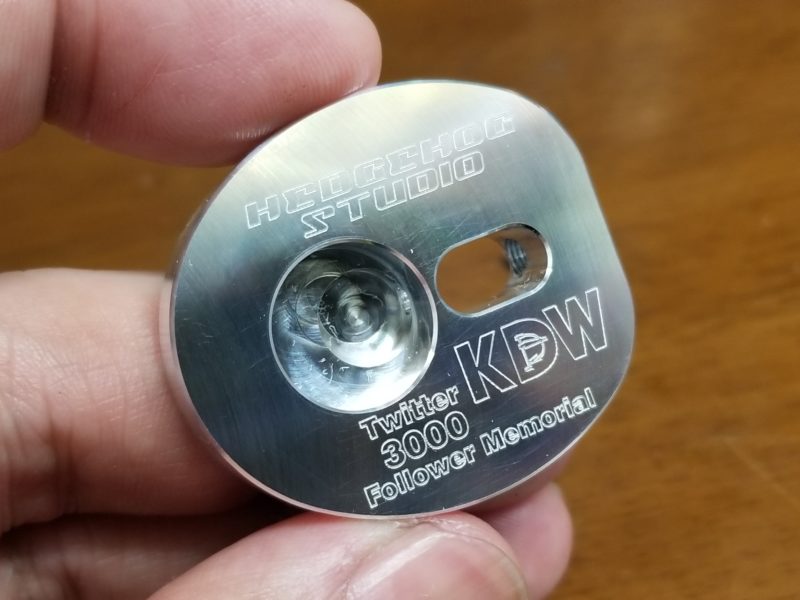 HEDGEHOG
STUDIO
KDW
Twitter
3000
Follower Memorial